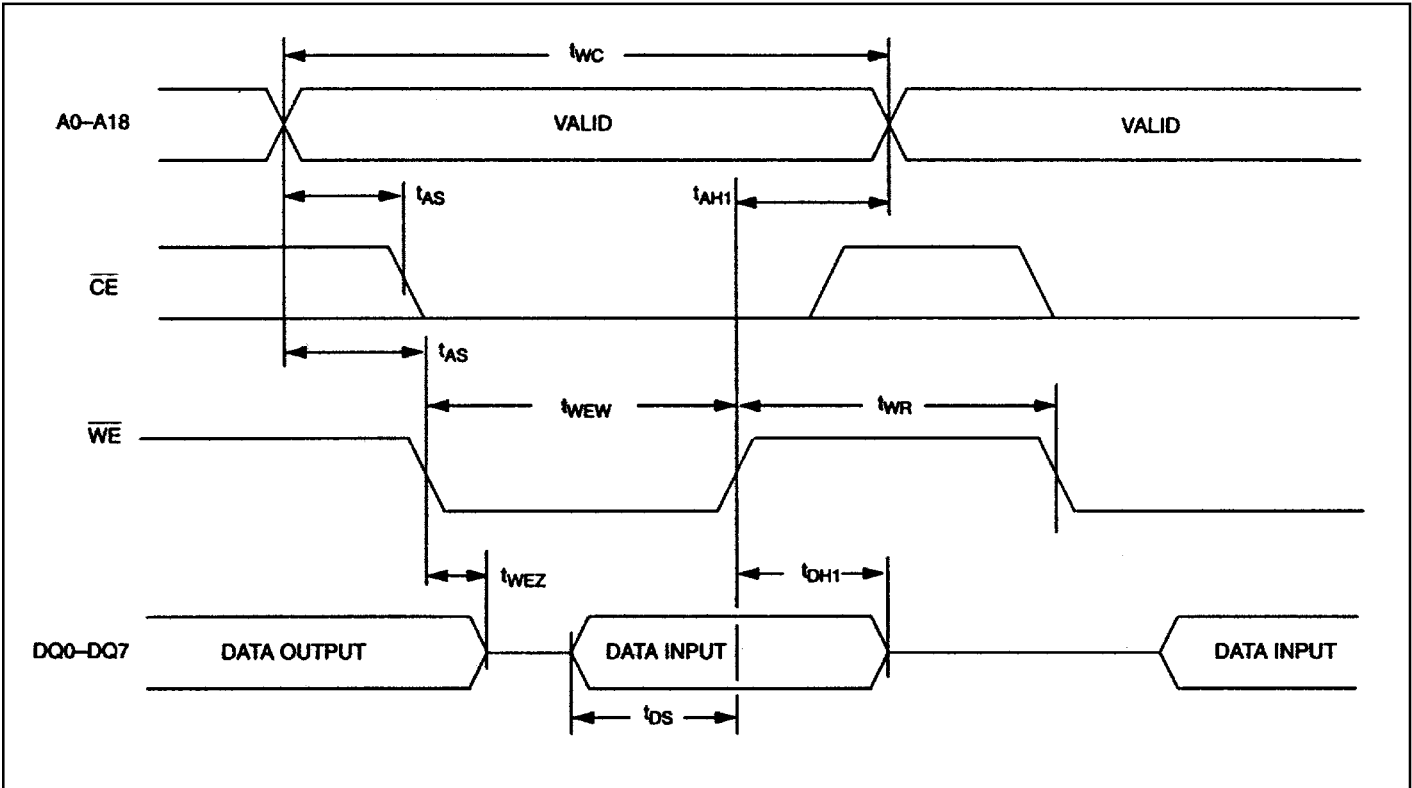 tWC
A0–A18
VALID
VALID
tAS
tAH1
CE
tAS
tWEW
tWR
WE
tWEZ
tDH1
DQ0–DQ7
DATA OUTPUT
DATA INPUT
DATA INPUT
tDS